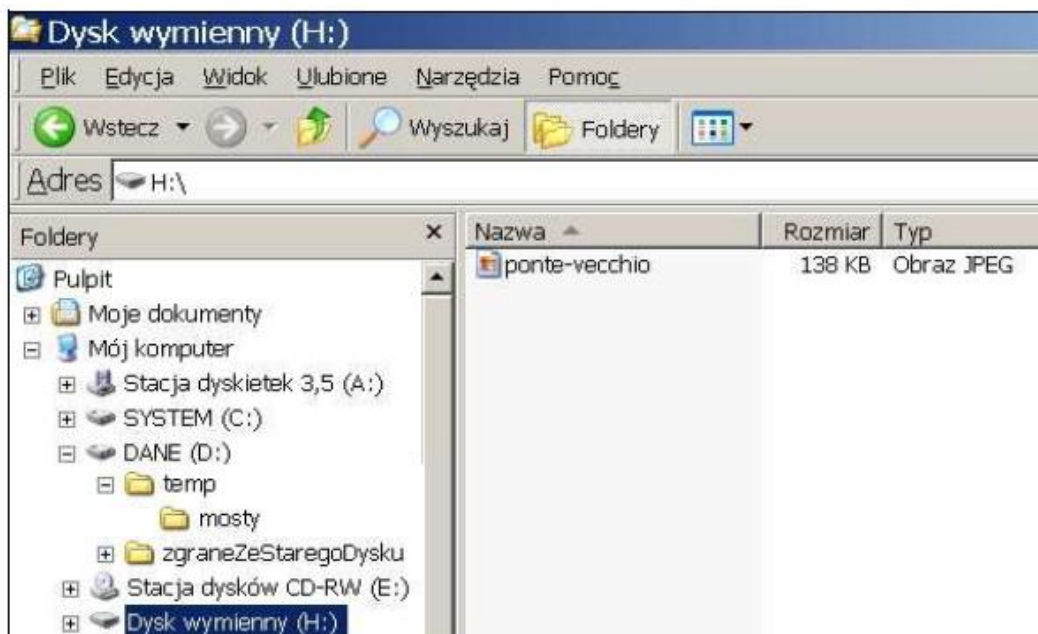 Dysk wymienny (H:)
Plik Edycja Widok Ulubione Narzędzia Pomoc
Wstecz Wyszukaj Foldery
Adres H:\
Foldery
Nazwa Rozmiar Typ
Pulpit
ponte-vecchio 138 KB Obraz JPEG
Moje dokumenty
Mój komputer
Stacja dyskietek 3,5 (A:)
SYSTEM (C:)
DANE (D:)
temp
mosty
zgraneZeStaregoDysku
Stacja dysków CD-RW (E:)
Dysk wymienny (H:)